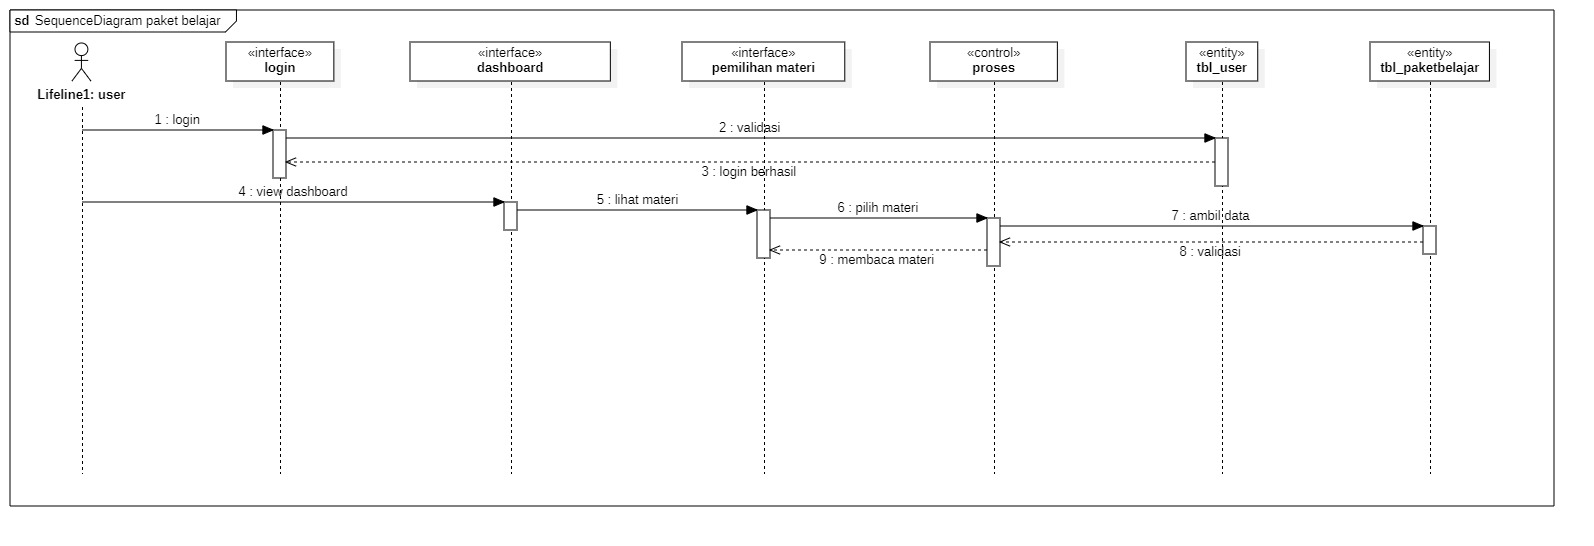 sd SequenceDiagram paket belajar
Lifeline1: user
«interface»
login
«interface»
dashboard
«interface»
pemilihan materi
«control»
proses
«entity»
tbl_user
«entity»
tbl_paketbelajar
1 : login
2 : validasi
3 : login berhasil
4 : view dashboard
5 : lihat materi
6 : pilih materi
7 : ambil data
8 : validasi
9 : membaca materi